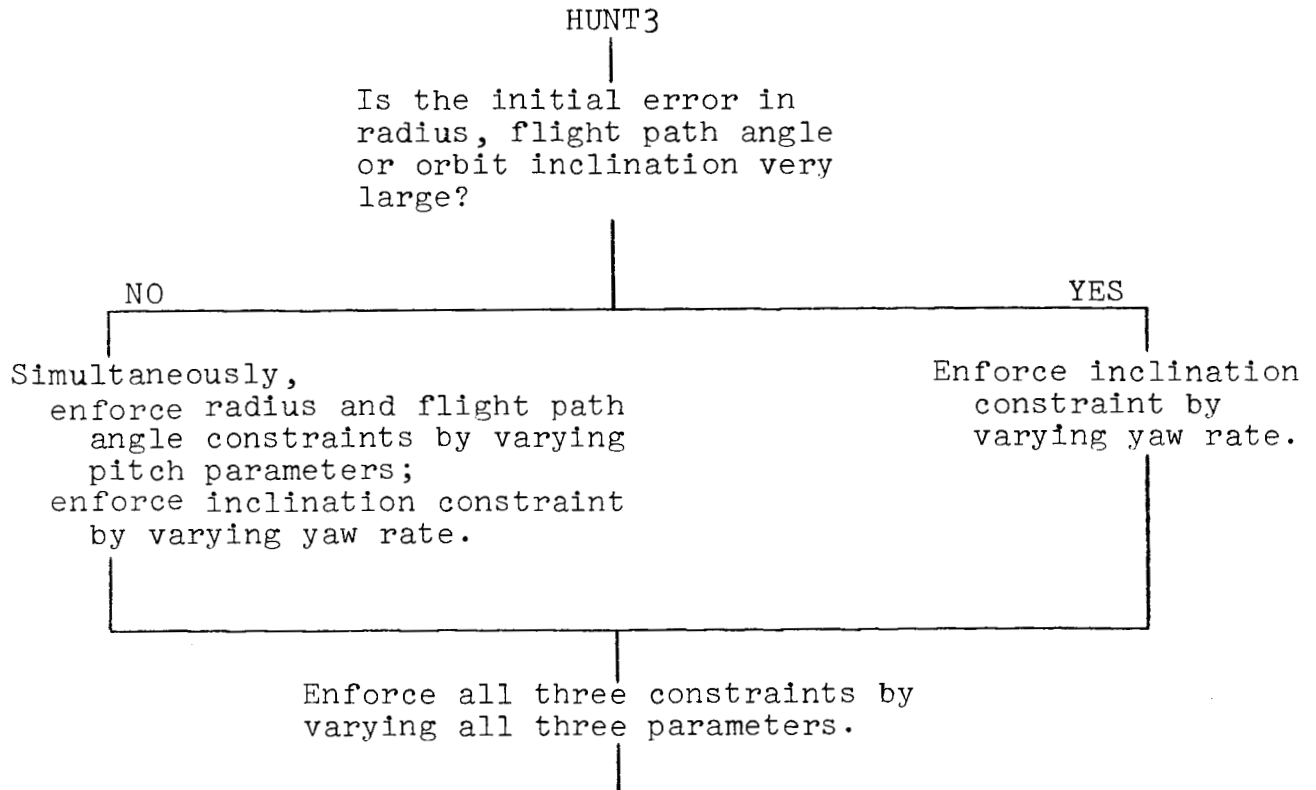 HUNT3
Is the initial error in
radius, flight path angle
or orbit inclination very
large?
NO
YES
Simultaneously,
enforce radius and flight path
angle constraints by varying
pitch parameters;
enforce inclination constraint
by varying yaw rate.
Enforce inclination
constraint by
varying yaw rate.
Enforce all three constraints by
varying all three parameters.